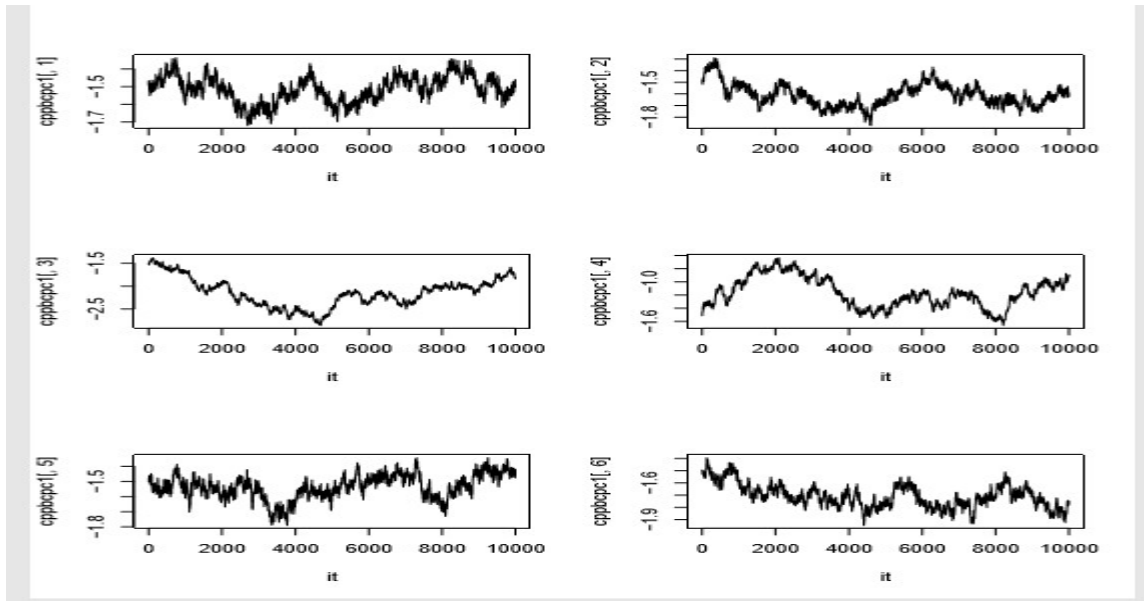 cppbcpc1[, 1]
-1.7 -1.5
0 2000 4000 6000 8000 10000
it
cppbcpc1[, 2]
-1.8 -1.5
0 2000 4000 6000 8000 10000
it
cppbcpc1[, 3]
-2.5 -1.5
0 2000 4000 6000 8000 10000
it
cppbcpc1[, 4]
-1.6 -1.0
0 2000 4000 6000 8000 10000
it
cppbcpc1[, 5]
-1.8 -1.5
0 2000 4000 6000 8000 10000
it
cppbcpc1[, 6]
-1.9 -1.6
0 2000 4000 6000 8000 10000
it